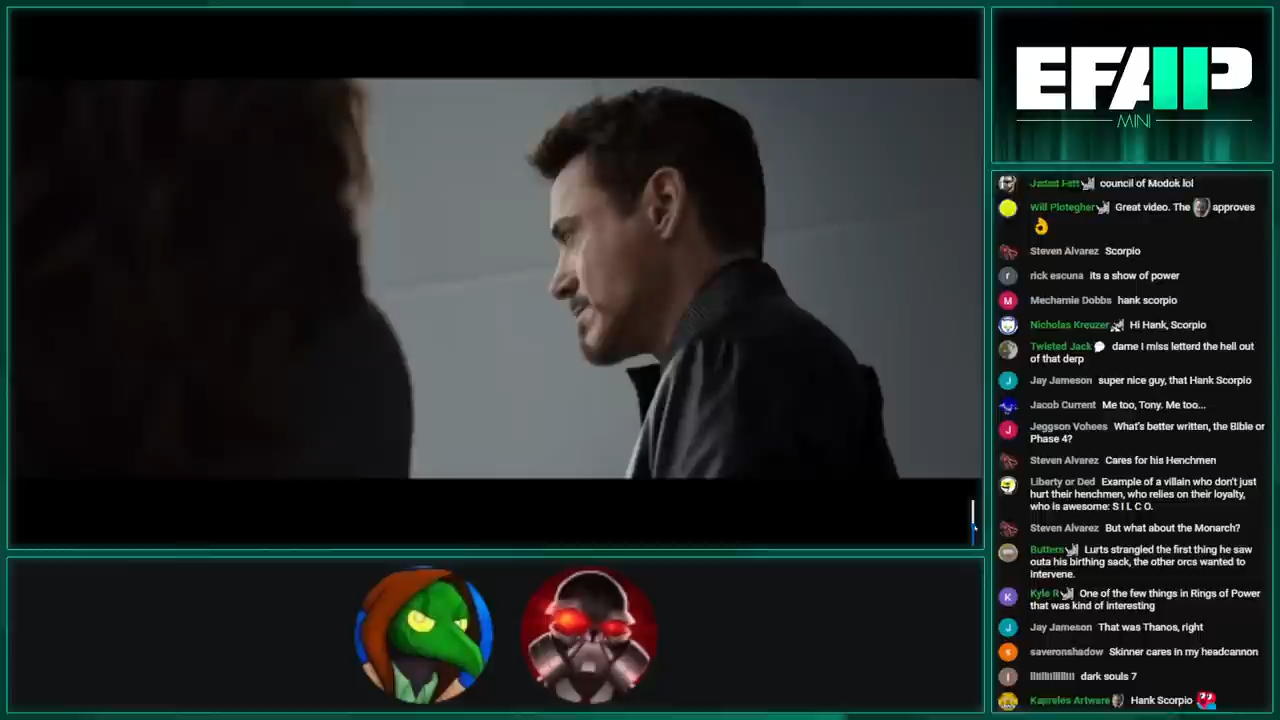 EFAP
MINI
Jaded Fett council of Modok lol
Will Plotegher Great video. The approves
Steven Alvarez Scorpio
rick escuna its a show of power
Mecharnie Dobbs hank scorpio
Nicholas Kreuzer Hi Hank, Scorpio
Twisted Jack dame I miss letterd the hell out
of that derp
Jay Jameson super nice guy, that Hank Scorpio
Jacob Current Me too, Tony. Me too...
Jeggson Vohees What's better written, the Bible or
Phase 4?
Steven Alvarez Cares for his Henchmen
Liberty or Ded Example of a villain who don't just
hurt their henchmen, who relies on their loyalty,
who is awesome: S I L C O.
Steven Alvarez But what about the Monarch?
Butters Lurts strangled the first thing he saw
outa his birthing sack, the other orcs wanted to
intervene.
Kyle R One of the few things in Rings of Power
that was kind of interesting
Jay Jameson That was Thanos, right
saveronshadow Skinner cares in my headcannon
dark souls 7
Kapreles Artware Hank Scorpio